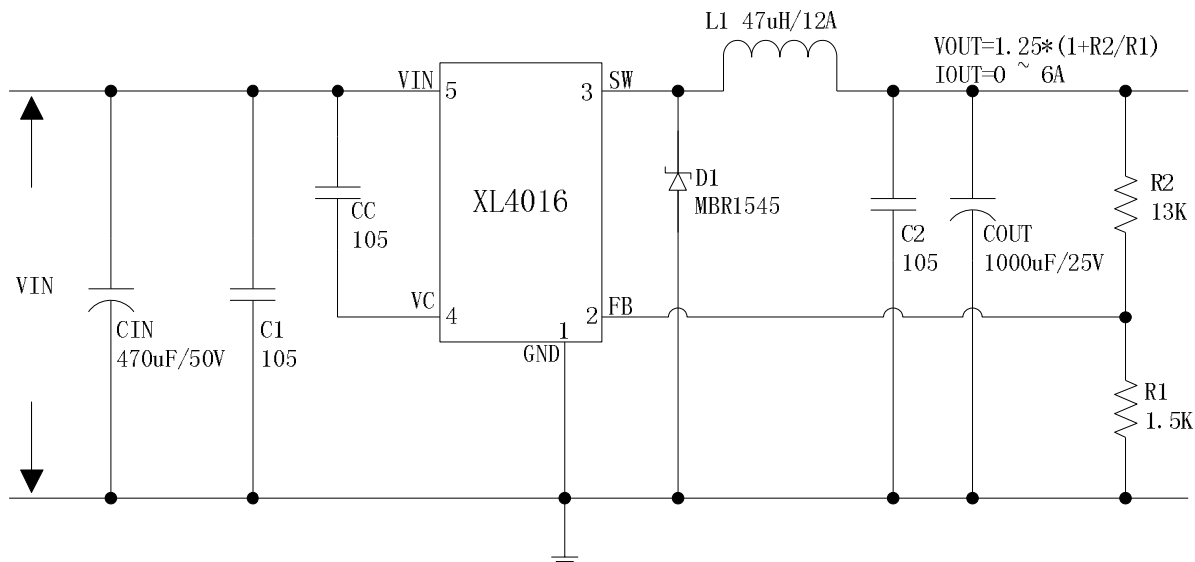 L1 47uH/12A
VOUT=1.25*(1+R2/R1)
IOUT=0 ~ 6A
VIN
5
3
SW
XL4016
D1
MBR1545
R2
13K
CC
105
C2
105
COUT
1000uF/25V
VIN
VC
4
2
FB
1
GND
CIN
470uF/50V
C1
105
R1
1.5K